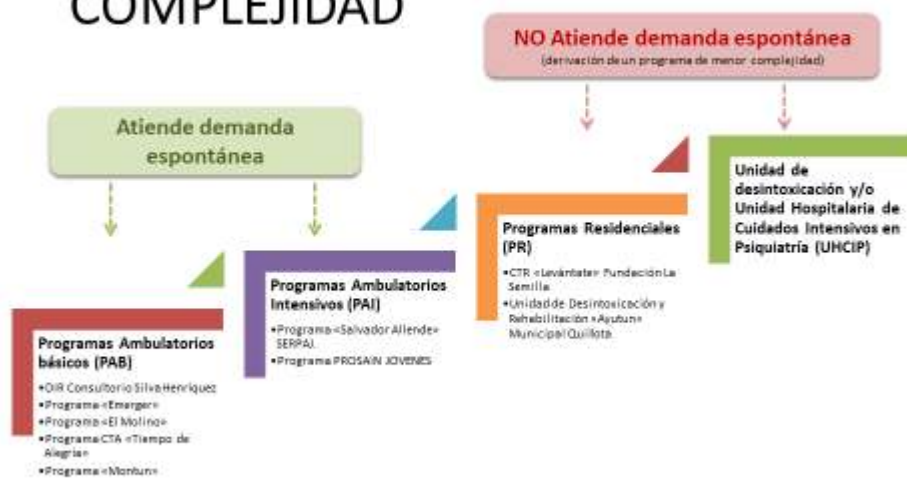 COMPLEJIDAD
NO Atiende demanda espontánea
(derivación de un programa de menor complejidad)
Atiende demanda
espontánea
Unidad de
desintoxicación y/o
Unidad Hospitalaria de
Cuidados Intensivos en
Psiquiatría (UHCIP)
Programas Residenciales
(PR)
•CTR «Levántate» Fundación La
Semilla
•Unidad de Desintoxicación y
Rehabilitación «Ayutun»
Municipal Quillota
Programas Ambulatorios
Intensivos (PAI)
•Programa «Salvador Allende»
SERPAJ.
•Programa PROSAIN JOVENES
Programas Ambulatorios
básicos (PAB)
•OIR Consultorio Silva Henríquez
•Programa «Emerger»
•Programa «El Molino»
•Programa CTA «Tiempo de
Alegría»
•Programa «Montun»